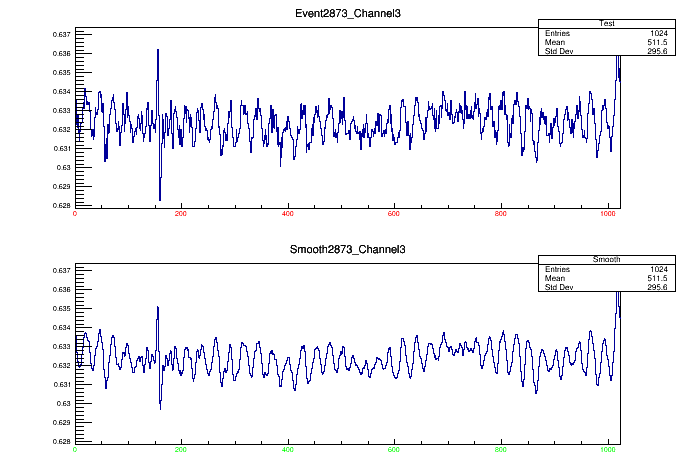 Event2873_Channel3
Test
Entries 1024
Mean 511.5
Std Dev 295.6
0.637
0.636
0.635
0.634
0.633
0.632
0.631
0.63
0.629
0.628
0 200 400 600 800 1000
Smooth2873_Channel3
Smooth
Entries 1024
Mean 511.5
Std Dev 295.6
0.637
0.636
0.635
0.634
0.633
0.632
0.631
0.63
0.629
0.628
0 200 400 600 800 1000